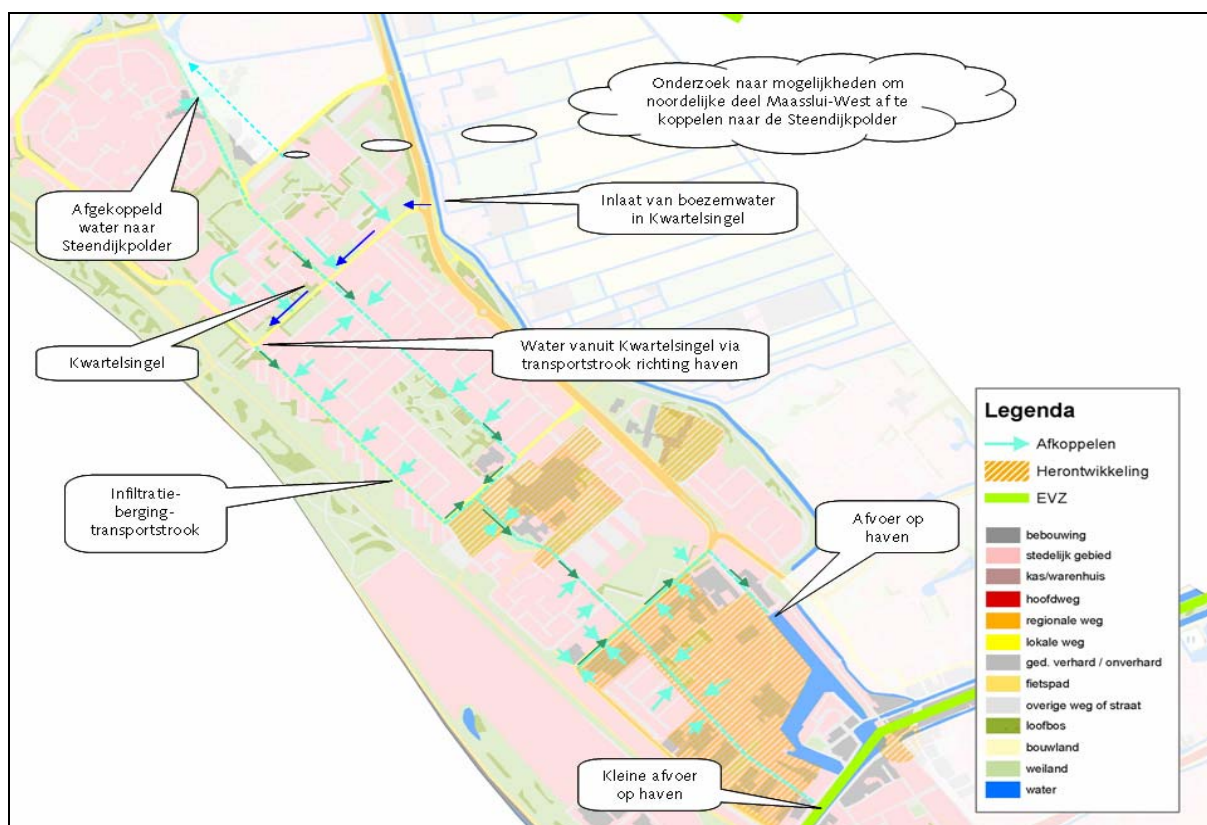 Onderzoek naar mogelijkheden om
noordelijke deel Maasslui-West af te
koppelen naar de Steendijkpolder
Afgekoppeld
water naar
Steendijkpolder
Inlaat van boezemwater
in Kwartelsingel
Kwartelsingel
Water vanuit Kwartelsingel via
transportstrook richting haven
Infiltratie-
berging-
transportstrook
Afvoer op
haven
Kleine afvoer
op haven
Legenda
Afkoppelen
Herontwikkeling
EVZ
bebouwing
stedelijk gebied
kas/warenhuis
hoofdweg
regionale weg
lokale weg
ged. verhard / onverhard
fietspad
overige weg of straat
loofbos
bouwland
weiland
water